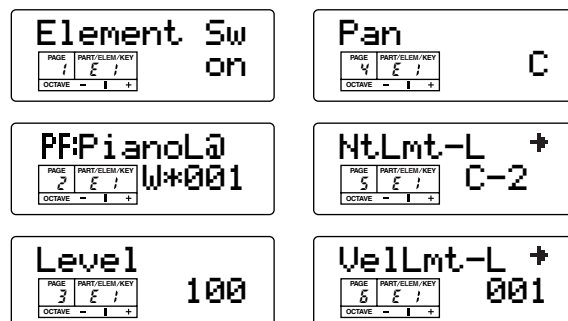 Element Sw
PAGE PART/ELEM/KEY
1 E 1 on
OCTAVE − +
PF:PianoL@
PAGE PART/ELEM/KEY
2 E 1 W*001
OCTAVE − +
Level
PAGE PART/ELEM/KEY
3 E 1 100
OCTAVE − +
Pan
PAGE PART/ELEM/KEY
4 E 1 C
OCTAVE − +
NtLmt-L →
PAGE PART/ELEM/KEY
5 E 1 C-2
OCTAVE − +
VelLmt-L →
PAGE PART/ELEM/KEY
6 E 1 001
OCTAVE − +